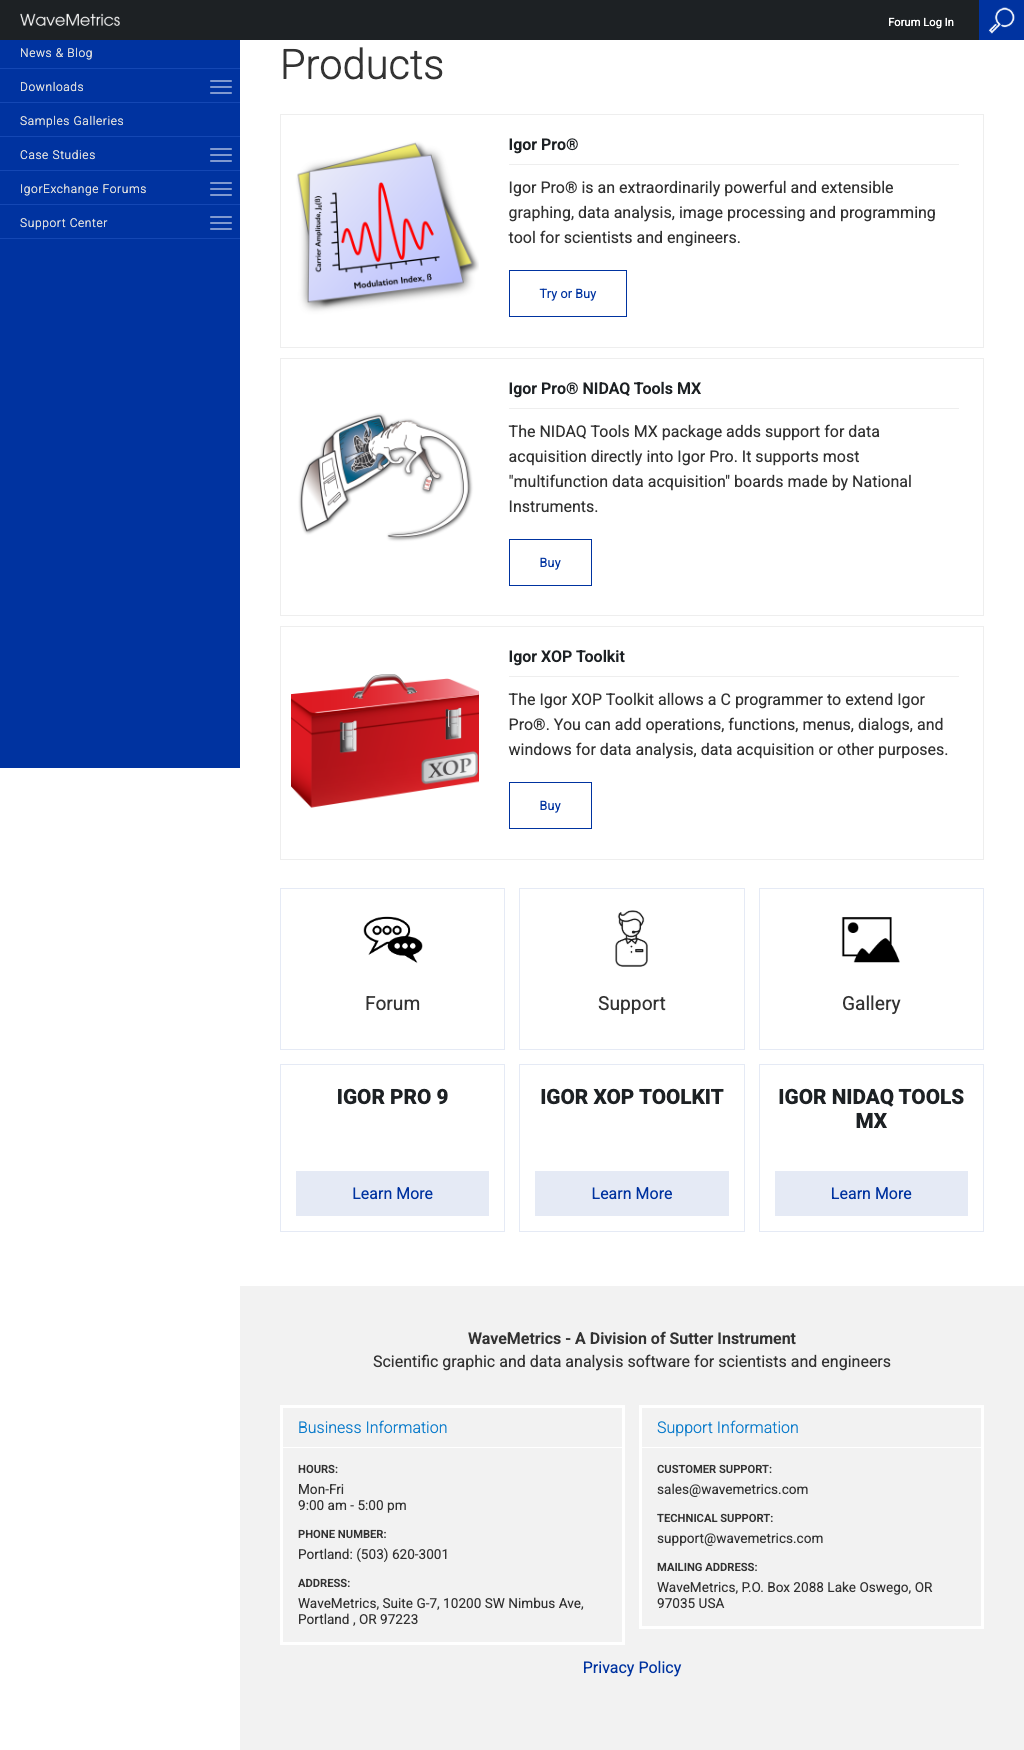 WaveMetrics
Forum Log In
News & Blog
Downloads
Samples Galleries
Case Studies
IgorExchange Forums
Support Center
Products
Igor Pro®
Igor Pro® is an extraordinarily powerful and extensible
graphing, data analysis, image processing and programming
tool for scientists and engineers.
Try or Buy
Carrier Amplitude, J₀(ß)
Modulation Index, ß
Igor Pro® NIDAQ Tools MX
The NIDAQ Tools MX package adds support for data
acquisition directly into Igor Pro. It supports most
"multifunction data acquisition" boards made by National
Instruments.
Buy
Igor XOP Toolkit
The Igor XOP Toolkit allows a C programmer to extend Igor
Pro®. You can add operations, functions, menus, dialogs, and
windows for data analysis, data acquisition or other purposes.
Buy
XOP
Forum
Support
Gallery
IGOR PRO 9
Learn More
IGOR XOP TOOLKIT
Learn More
IGOR NIDAQ TOOLS
MX
Learn More
WaveMetrics - A Division of Sutter Instrument
Scientific graphic and data analysis software for scientists and engineers
Business Information
HOURS:
Mon-Fri
9:00 am - 5:00 pm
PHONE NUMBER:
Portland: (503) 620-3001
ADDRESS:
WaveMetrics, Suite G-7, 10200 SW Nimbus Ave,
Portland , OR 97223
Support Information
CUSTOMER SUPPORT:
sales@wavemetrics.com
TECHNICAL SUPPORT:
support@wavemetrics.com
MAILING ADDRESS:
WaveMetrics, P.O. Box 2088 Lake Oswego, OR
97035 USA
Privacy Policy